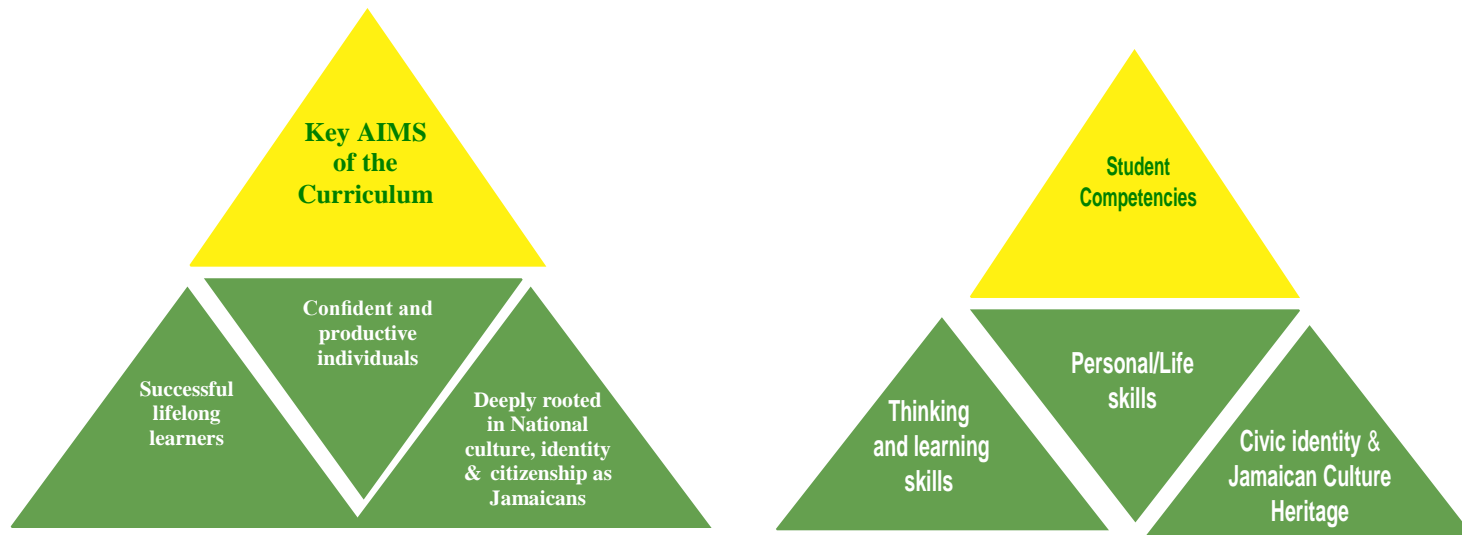 Key AIMS
of the
Curriculum
Confident and
productive
individuals
Successful
lifelong
learners
Deeply rooted
in National
culture, identity
& citizenship as
Jamaicans
Student
Competencies
Personal/Life
skills
Thinking
and learning
skills
Civic identity &
Jamaican Culture
Heritage